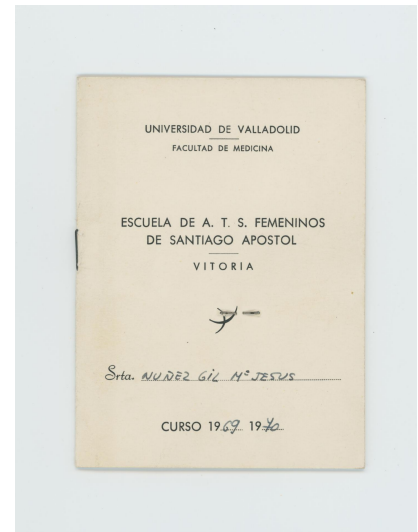 UNIVERSIDAD DE VALLADOLID
FACULTAD DE MEDICINA
ESCUELA DE A. T. S. FEMENINOS
DE SANTIAGO APOSTOL
VITORIA
Srta. NUÑEZ GIL Mª JESUS
CURSO 1969 1970